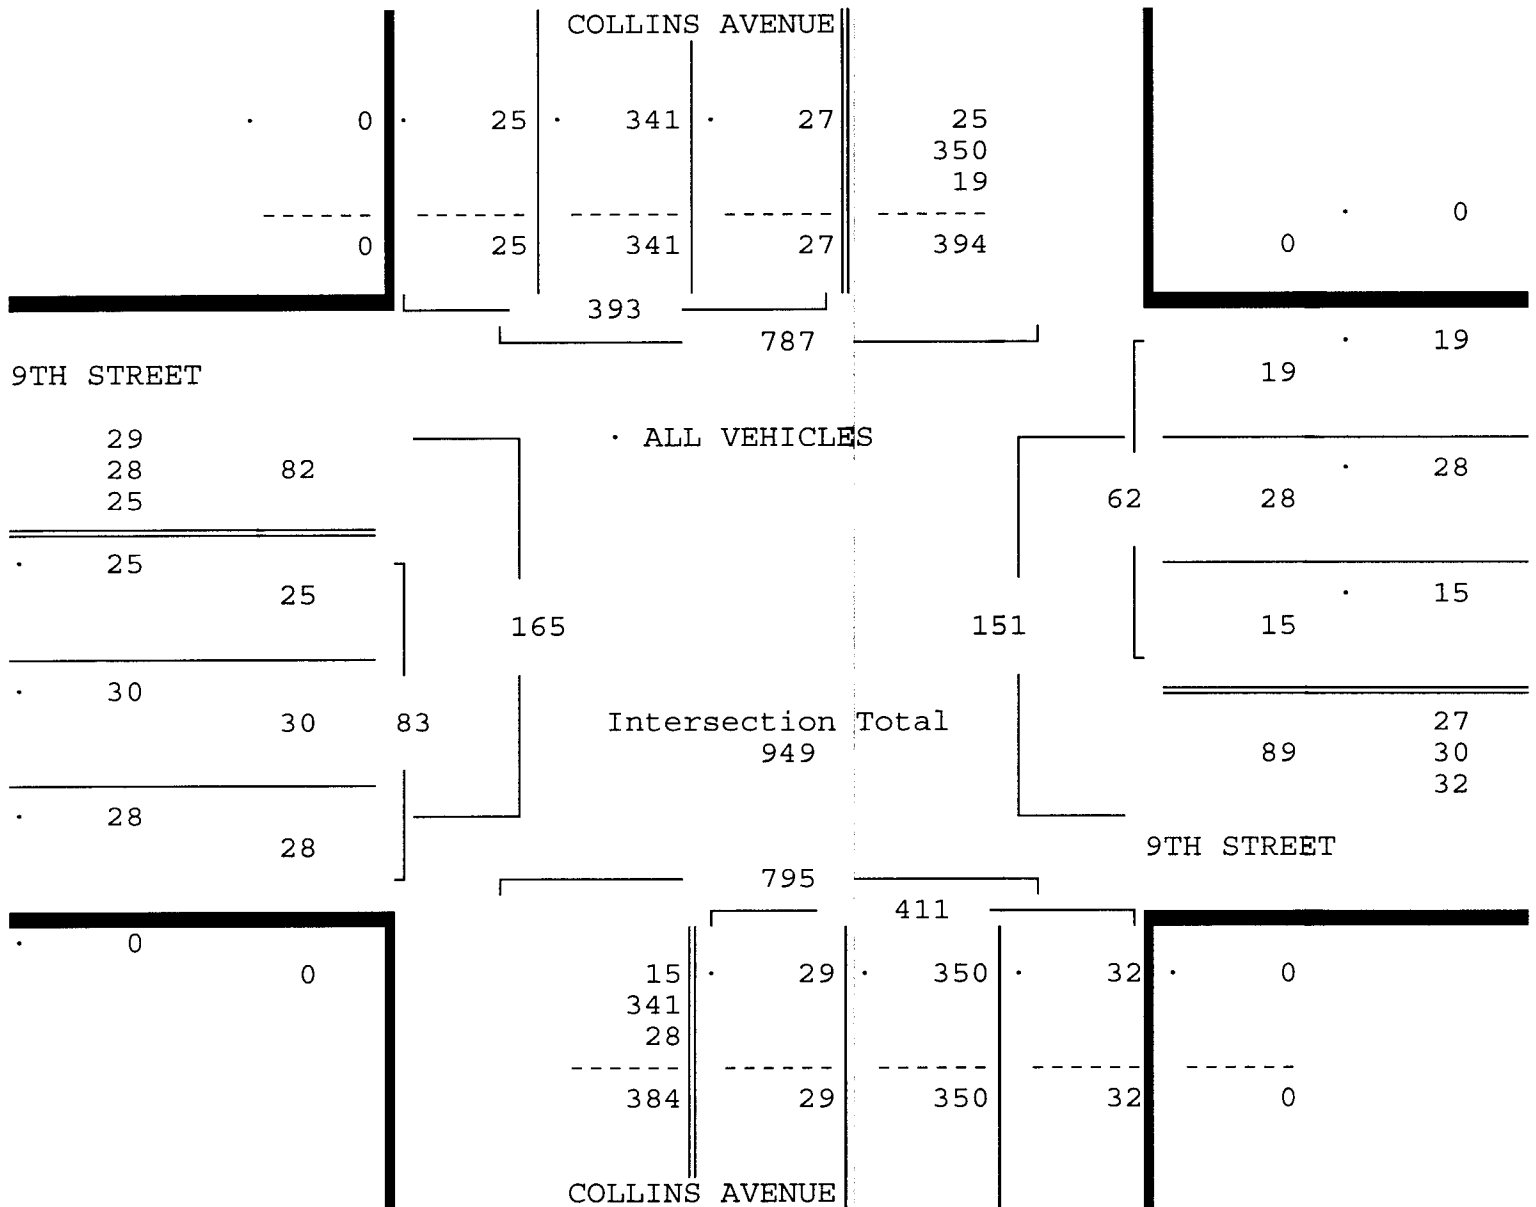 COLLINS AVENUE
· 0 · 25 · 341 · 27 25
350
19
· 0
------ ------ ------ ------ ------
0 25 341 27 394 0
393
787 · 19
19
9TH STREET
29 · ALL VEHICLES
28 82 · 28
25 62 28
· 25
25 · 15
165 151 15
· 30
30 83 Intersection Total 27
949 89 30
32
· 28
28 9TH STREET
795
411
· 0
0 15 · 29 · 350 · 32 · 0
341
28
------ ------ ------ ------ ------
384 29 350 32 0
COLLINS AVENUE